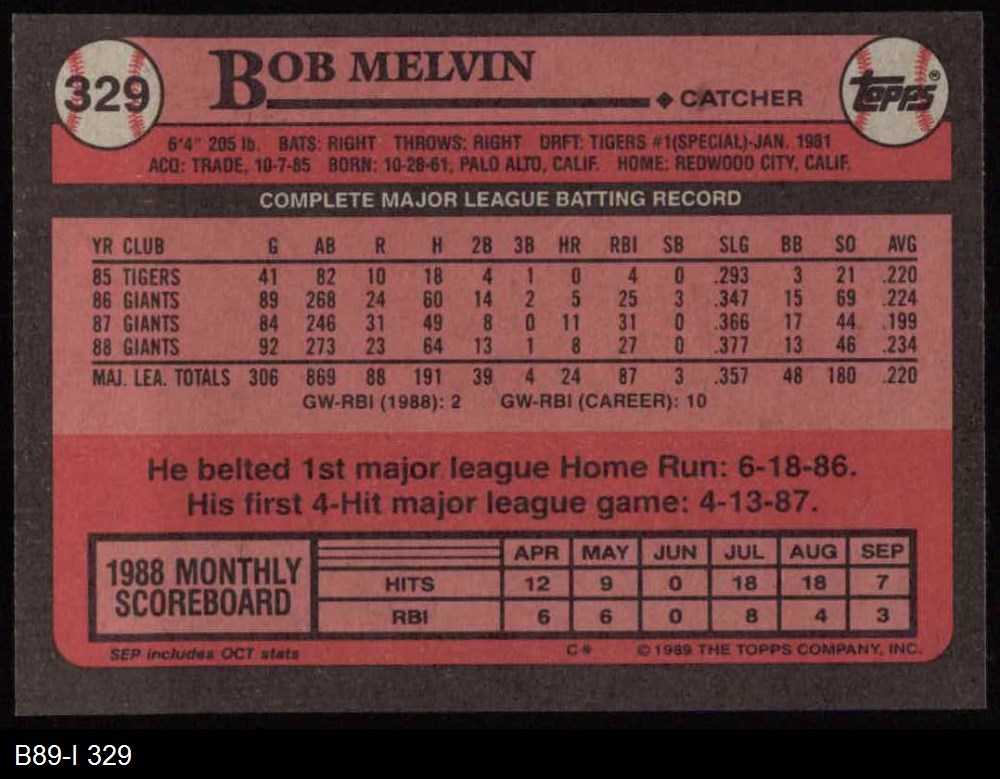 329
BOB MELVIN
◆ CATCHER
TOPPS®
6'4" 205 lb. BATS: RIGHT THROWS: RIGHT DRFT: TIGERS #1(SPECIAL)-JAN. 1981
ACQ: TRADE, 10-7-85 BORN: 10-28-61, PALO ALTO, CALIF. HOME: REDWOOD CITY, CALIF.
COMPLETE MAJOR LEAGUE BATTING RECORD
YR CLUB G AB R H 2B 3B HR RBI SB SLG BB SO AVG
85 TIGERS 41 82 10 18 4 1 0 4 0 .293 3 21 .220
86 GIANTS 89 268 24 60 14 2 5 25 3 .347 15 69 .224
87 GIANTS 84 246 31 49 8 0 11 31 0 .366 17 44 .199
88 GIANTS 92 273 23 64 13 1 8 27 0 .377 13 46 .234
MAJ. LEA. TOTALS 306 869 88 191 39 4 24 87 3 .357 48 180 .220
GW-RBI (1988): 2 GW-RBI (CAREER): 10
He belted 1st major league Home Run: 6-18-86.
His first 4-Hit major league game: 4-13-87.
1988 MONTHLY
SCOREBOARD
APR MAY JUN JUL AUG SEP
HITS 12 9 0 18 18 7
RBI 6 6 0 8 4 3
SEP includes OCT stats
C* © 1989 THE TOPPS COMPANY, INC.
B89-I 329